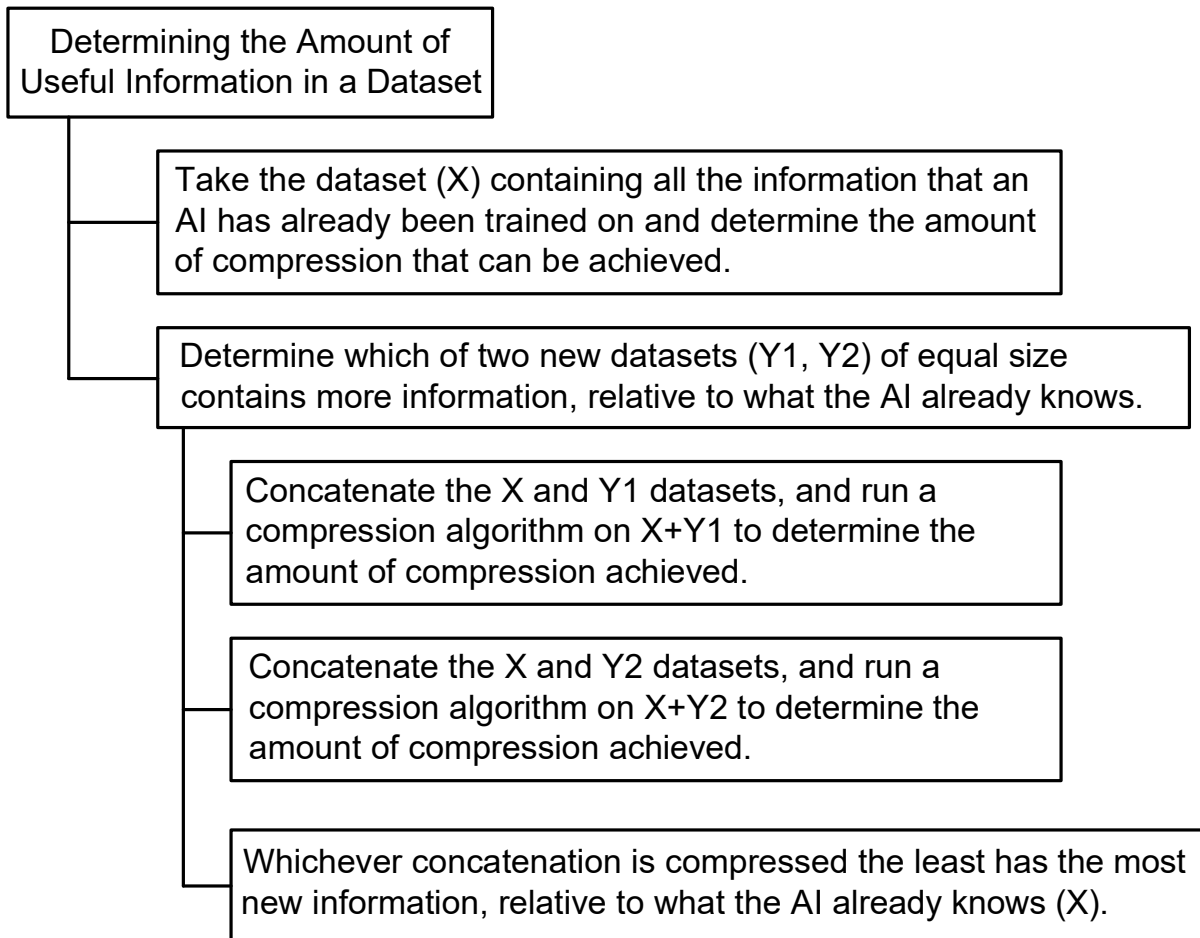 Determining the Amount of
Useful Information in a Dataset
Take the dataset (X) containing all the information that an
AI has already been trained on and determine the amount
of compression that can be achieved.
Determine which of two new datasets (Y1, Y2) of equal size
contains more information, relative to what the AI already knows.
Concatenate the X and Y1 datasets, and run a
compression algorithm on X+Y1 to determine the
amount of compression achieved.
Concatenate the X and Y2 datasets, and run a
compression algorithm on X+Y2 to determine the
amount of compression achieved.
Whichever concatenation is compressed the least has the most
new information, relative to what the AI already knows (X).